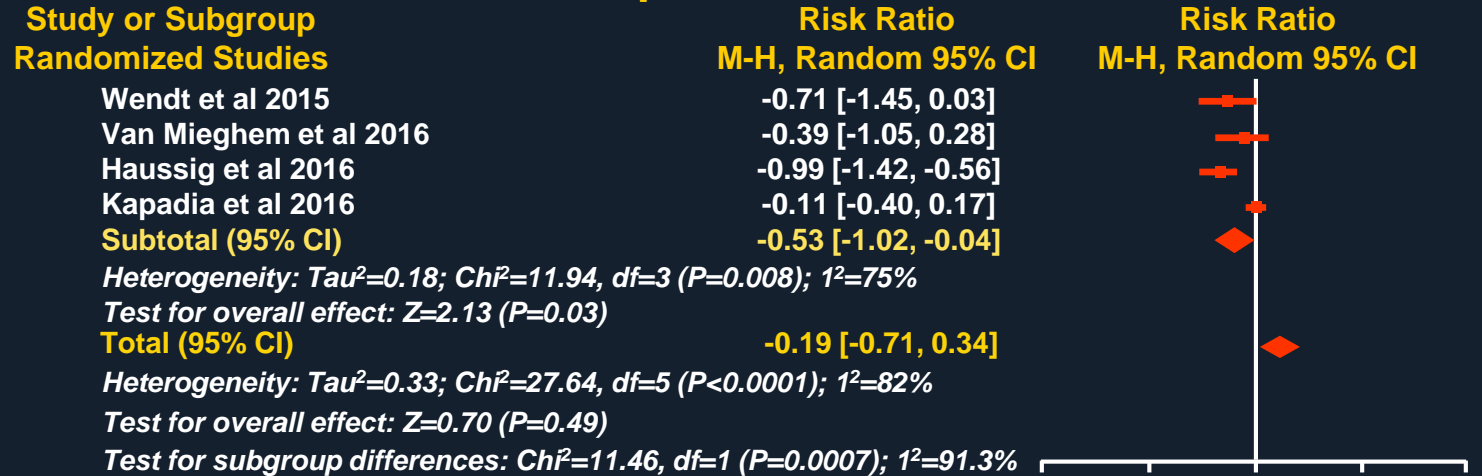 Study or Subgroup Risk Ratio Risk Ratio
Randomized Studies M-H, Random 95% CI M-H, Random 95% CI
Wendt et al 2015 -0.71 [-1.45, 0.03]
Van Mieghem et al 2016 -0.39 [-1.05, 0.28]
Haussig et al 2016 -0.99 [-1.42, -0.56]
Kapadia et al 2016 -0.11 [-0.40, 0.17]
Subtotal (95% CI) -0.53 [-1.02, -0.04]
Heterogeneity: Tau²=0.18; Chi²=11.94, df=3 (P=0.008); 1²=75%
Test for overall effect: Z=2.13 (P=0.03)
Total (95% CI) -0.19 [-0.71, 0.34]
Heterogeneity: Tau²=0.33; Chi²=27.64, df=5 (P<0.0001); 1²=82%
Test for overall effect: Z=0.70 (P=0.49)
Test for subgroup differences: Chi²=11.46, df=1 (P=0.0007); 1²=91.3%